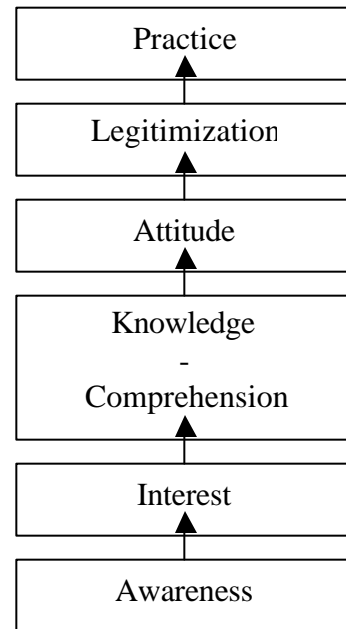 Practice
Legitimization
Attitude
Knowledge
-
Comprehension
Interest
Awareness